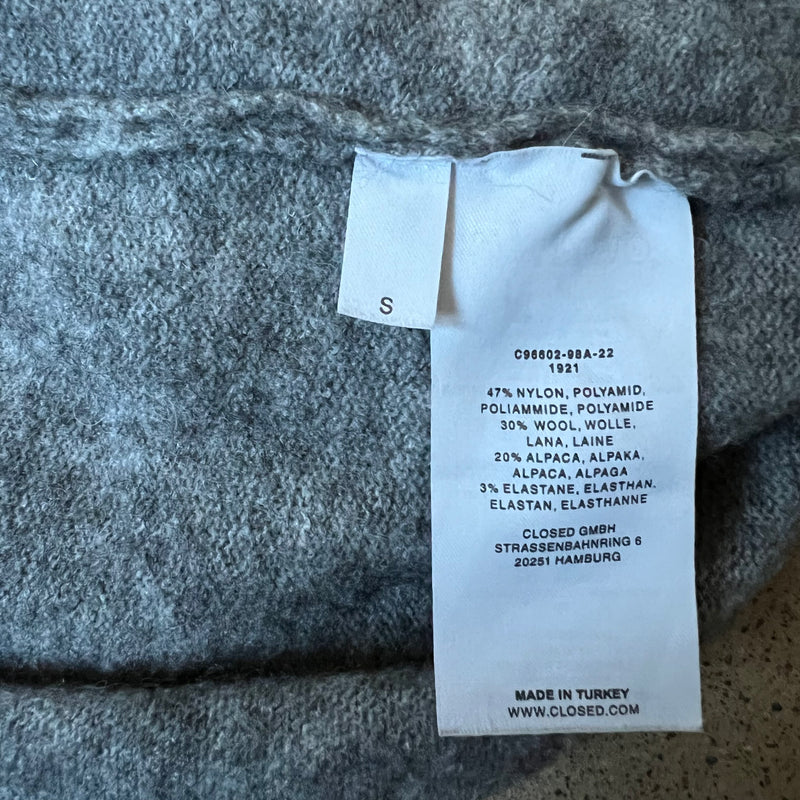 S
C96602-98A-22
1921
47% NYLON, POLYAMID,
POLIAMMIDE, POLYAMIDE
30% WOOL, WOLLE,
LANA, LAINE
20% ALPACA, ALPAKA,
ALPACA, ALPAGA
3% ELASTANE, ELASTHAN,
ELASTAN, ELASTHANNE
CLOSED GMBH
STRASSENBAHNRING 6
20251 HAMBURG
MADE IN TURKEY
WWW.CLOSED.COM